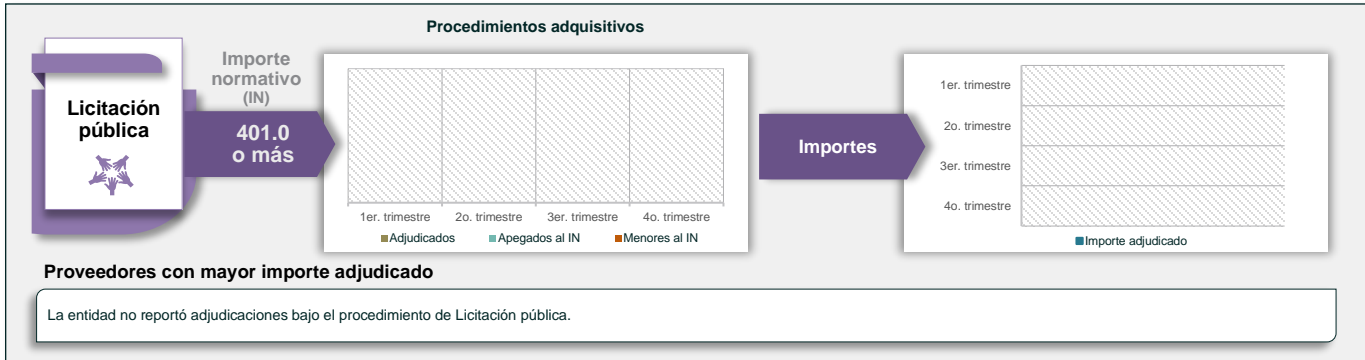 Procedimientos adquisitivos
Licitación
pública
Importe
normativo
(IN)
401.0
o más
1er. trimestre
2o. trimestre
3er. trimestre
4o. trimestre
Adjudicados
Apegados al IN
Menores al IN
Importes
1er. trimestre
2o. trimestre
3er. trimestre
4o. trimestre
Importe adjudicado
Proveedores con mayor importe adjudicado
La entidad no reportó adjudicaciones bajo el procedimiento de Licitación pública.